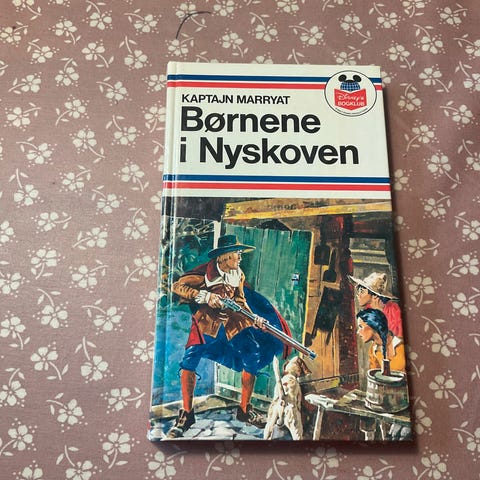 KAPTAJN MARRYAT
Børnene
i Nyskoven
Disney's
BOGKLUB